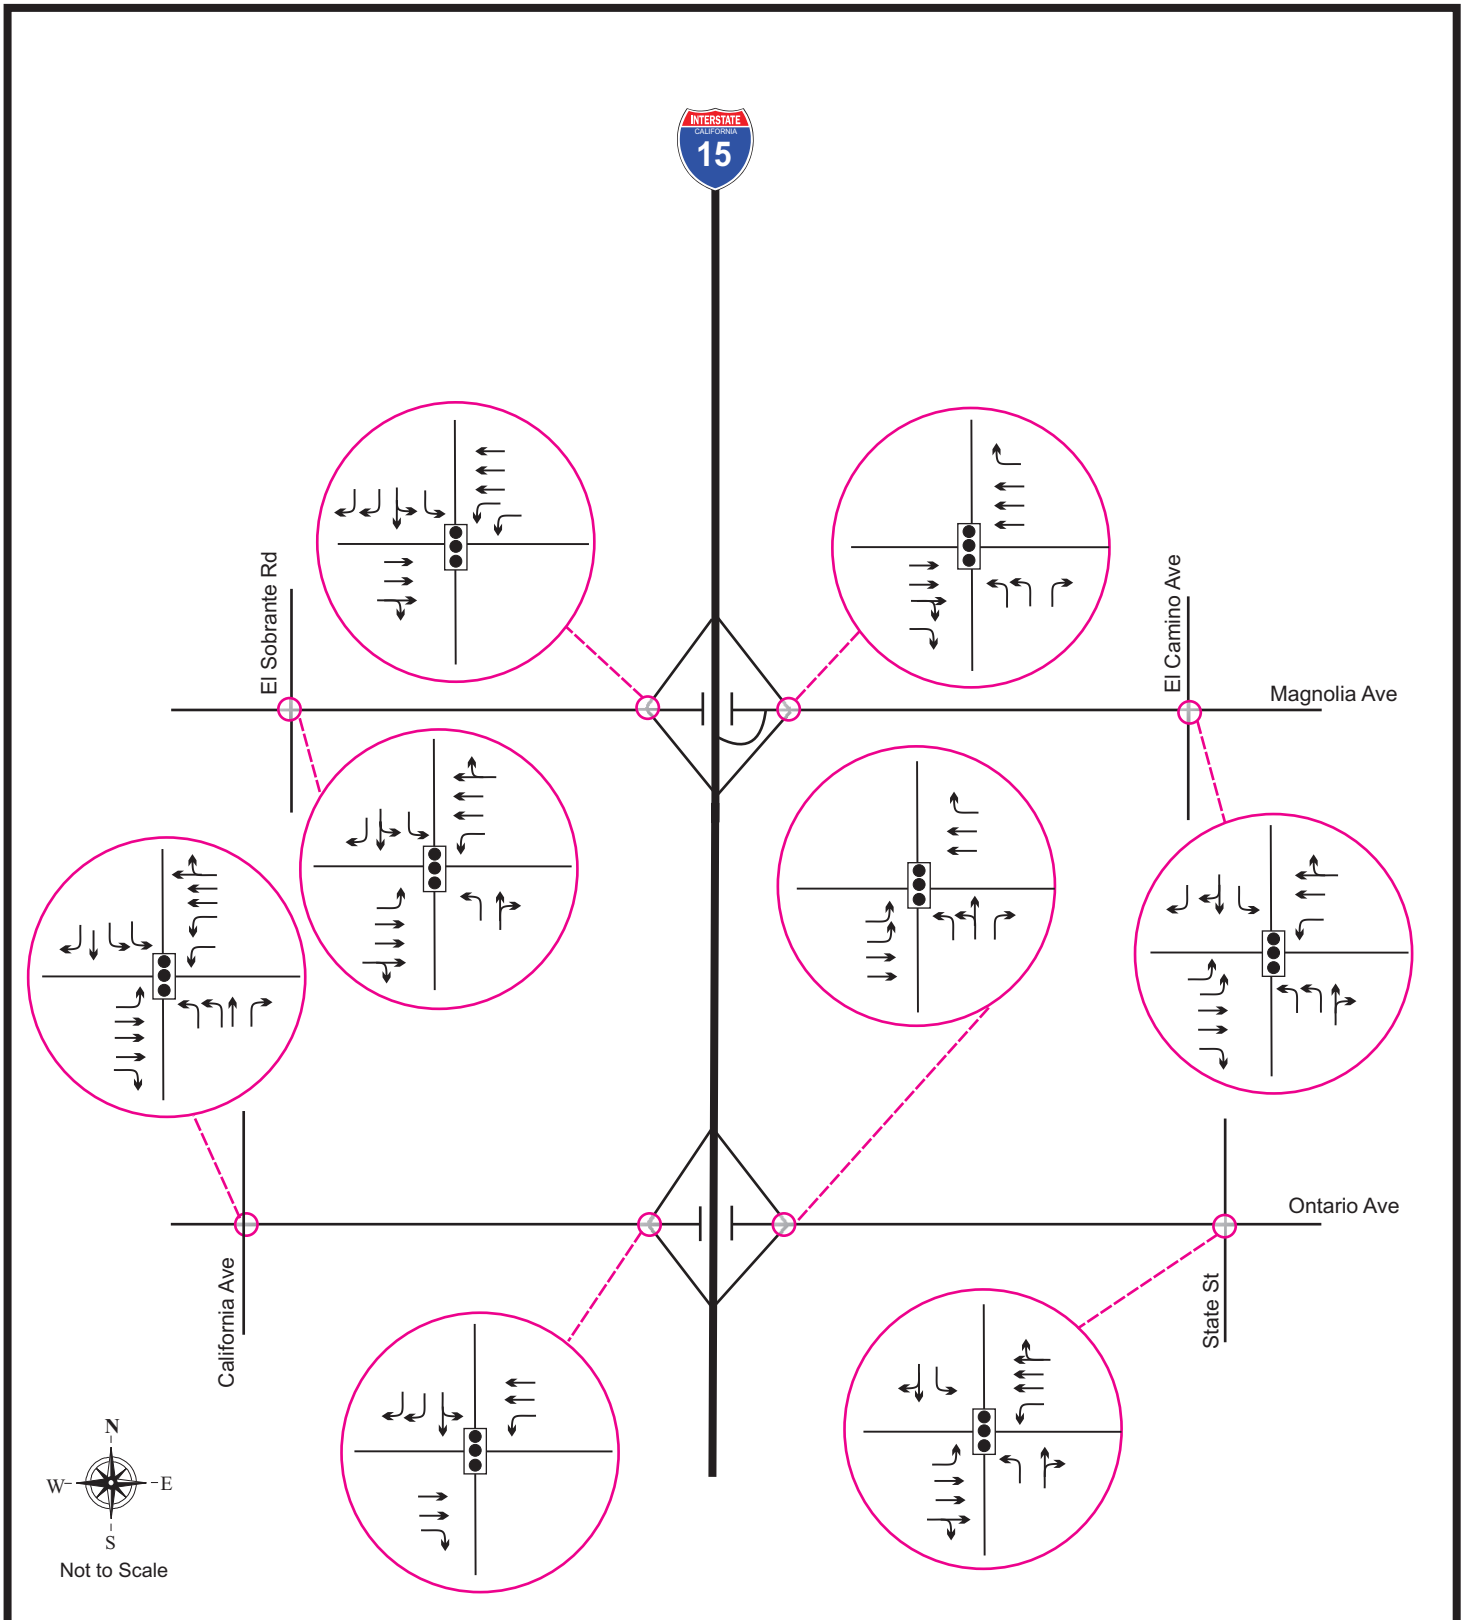 INTERSTATE
CALIFORNIA
15
El Sobrante Rd
El Camino Ave
Magnolia Ave
Ontario Ave
California Ave
State St
N
W
E
S
Not to Scale